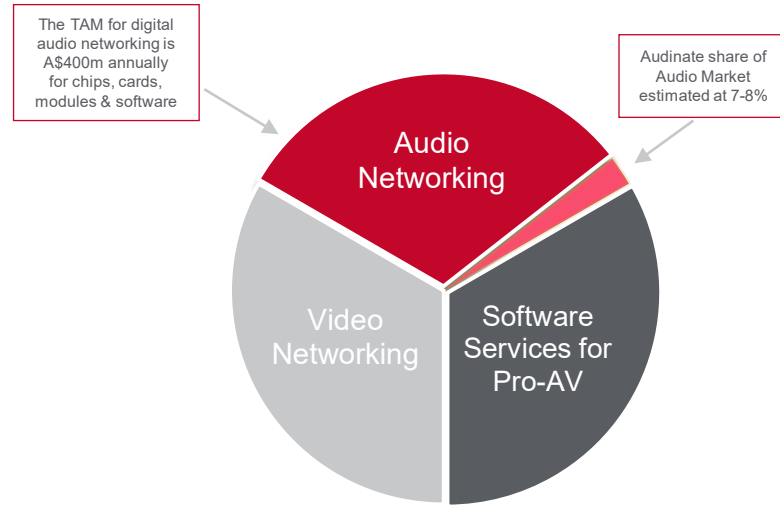 The TAM for digital
audio networking is
A$400m annually
for chips, cards,
modules & software
Audinate share of
Audio Market
estimated at 7-8%
Audio
Networking
Video
Networking
Software
Services for
Pro-AV